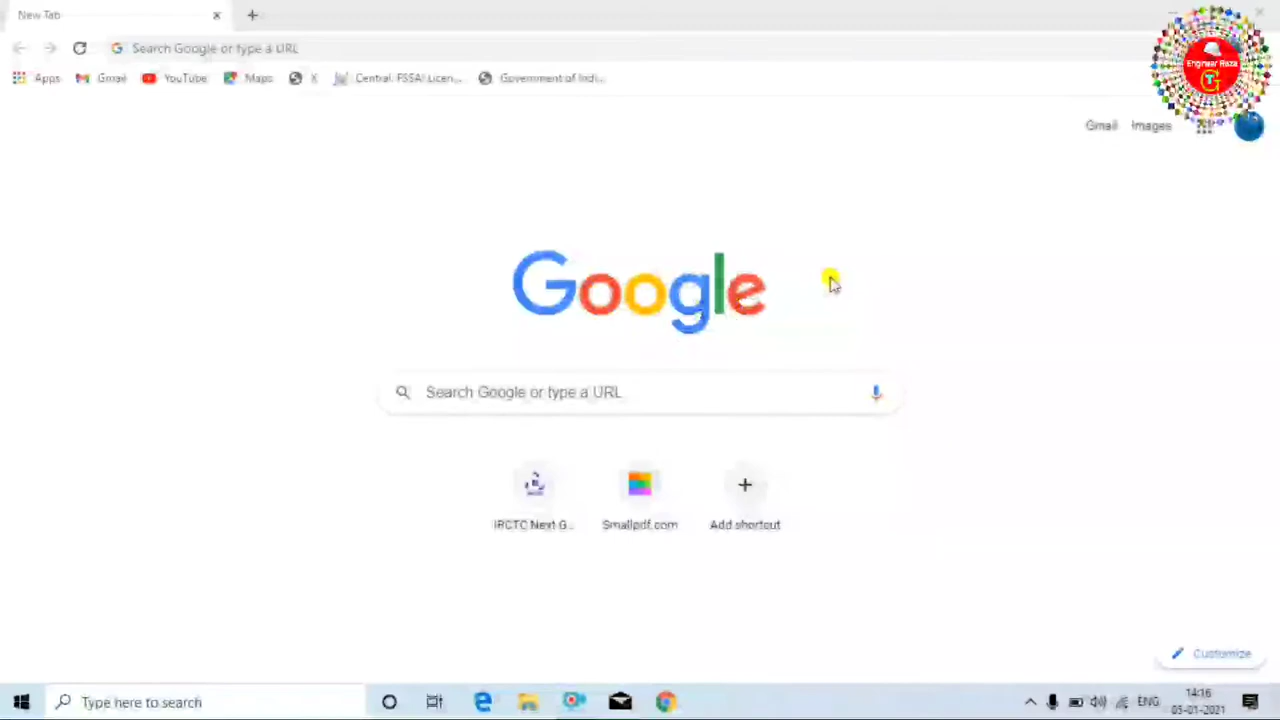 New Tab
Search Google or type a URL
Apps Gmail YouTube Maps X Central FSSAI Licen... Government of Indi...
Engineer Raza
TG
Gmail Images
Google
Search Google or type a URL
IRCTC Next G... Smallpdf.com Add shortcut
Customize
Type here to search
ENG
14:16
05-01-2021